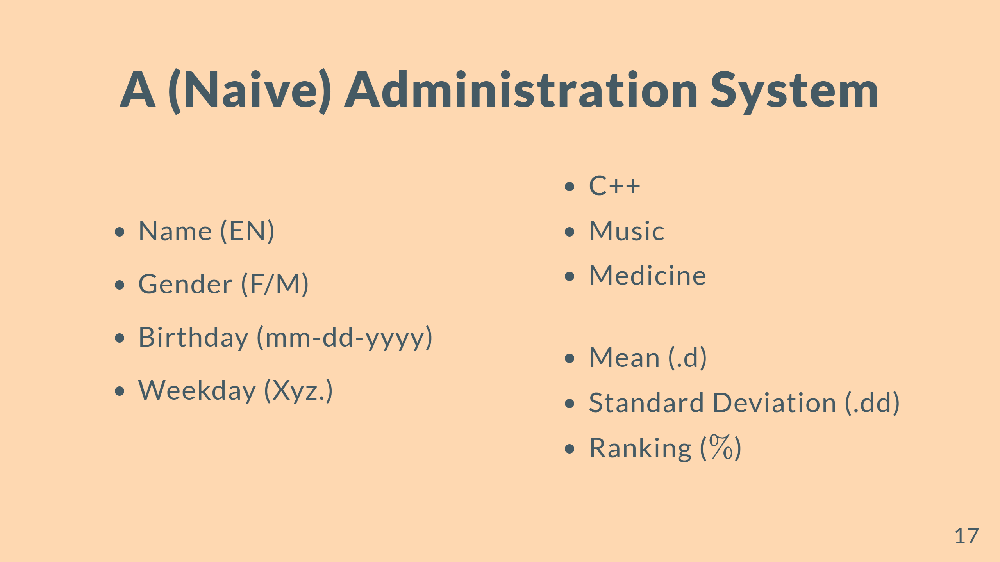 A (Naive) Administration System
• Name (EN)
• Gender (F/M)
• Birthday (mm-dd-yyyy)
• Weekday (Xyz.)
• C++
• Music
• Medicine
• Mean (.d)
• Standard Deviation (.dd)
• Ranking (%)
17